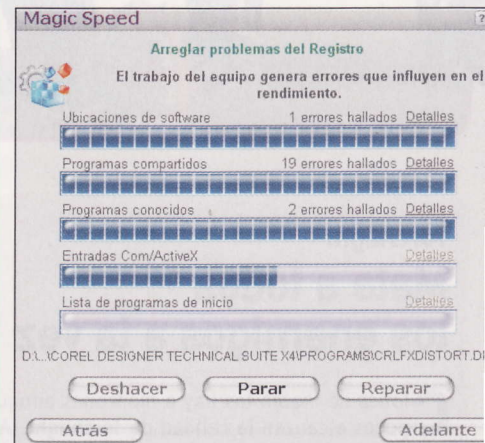 Magic Speed
Arreglar problemas del Registro
El trabajo del equipo genera errores que influyen en el
rendimiento.
Ubicaciones de software 1 errores hallados Detalles
Programas compartidos 19 errores hallados Detalles
Programas conocidos 2 errores hallados Detalles
Entradas Com/ActiveX Detalles
Lista de programas de inicio Detalles
D:\...\COREL DESIGNER TECHNICAL SUITE X4\PROGRAMS\CRLFXDISTORT.D
Deshacer Parar Reparar
Atrás Adelante